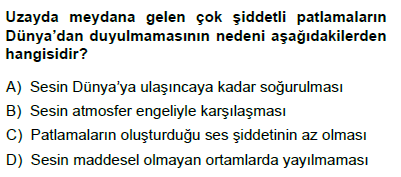 Uzayda meydana gelen çok şiddetli patlamaların
Dünya'dan duyulmamasının nedeni aşağıdakilerden
hangisidir?
A) Sesin Dünya'ya ulaşıncaya kadar soğurulması
B) Sesin atmosfer engeliyle karşılaşması
C) Patlamaların oluşturduğu ses şiddetinin az olması
D) Sesin maddesel olmayan ortamlarda yayılmaması